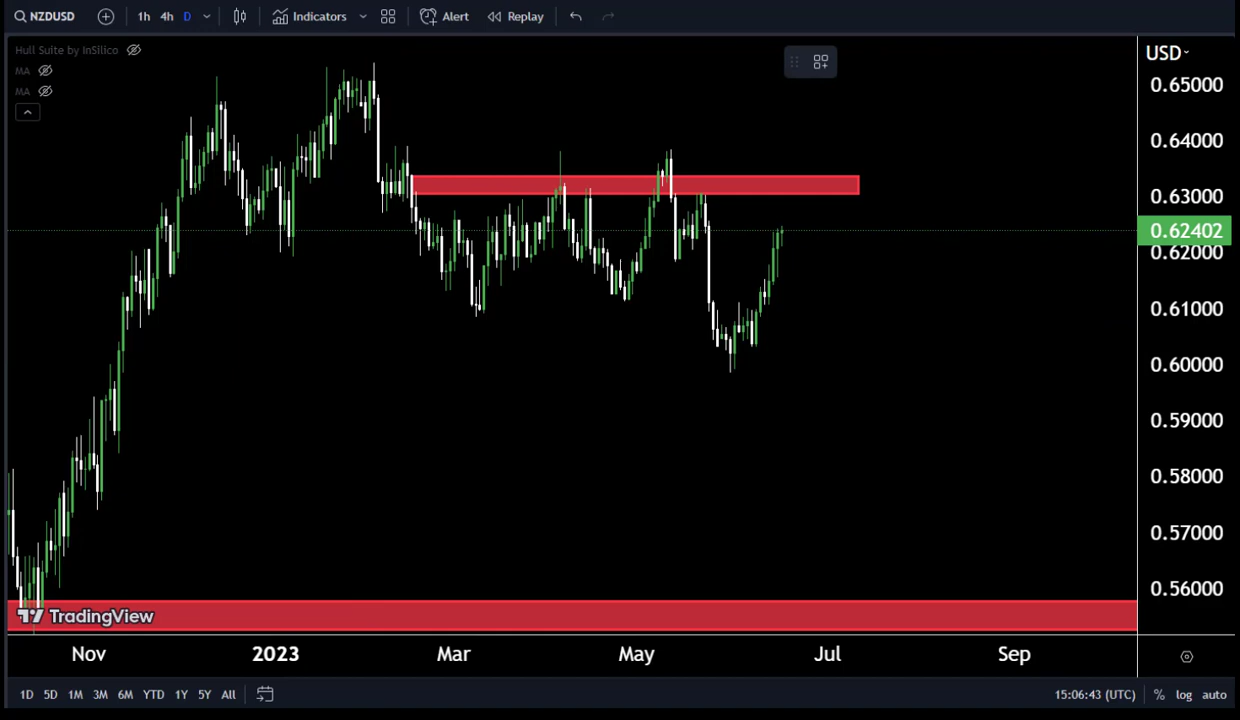 NZDUSD 1h 4h D Indicators Alert Replay
Hull Suite by InSilico
MA
MA
USD
0.65000
0.64000
0.63000
0.62402
0.62000
0.61000
0.60000
0.59000
0.58000
0.57000
0.56000
TradingView
Nov 2023 Mar May Jul Sep
1D 5D 1M 3M 6M YTD 1Y 5Y All 15:06:43 (UTC) % log auto